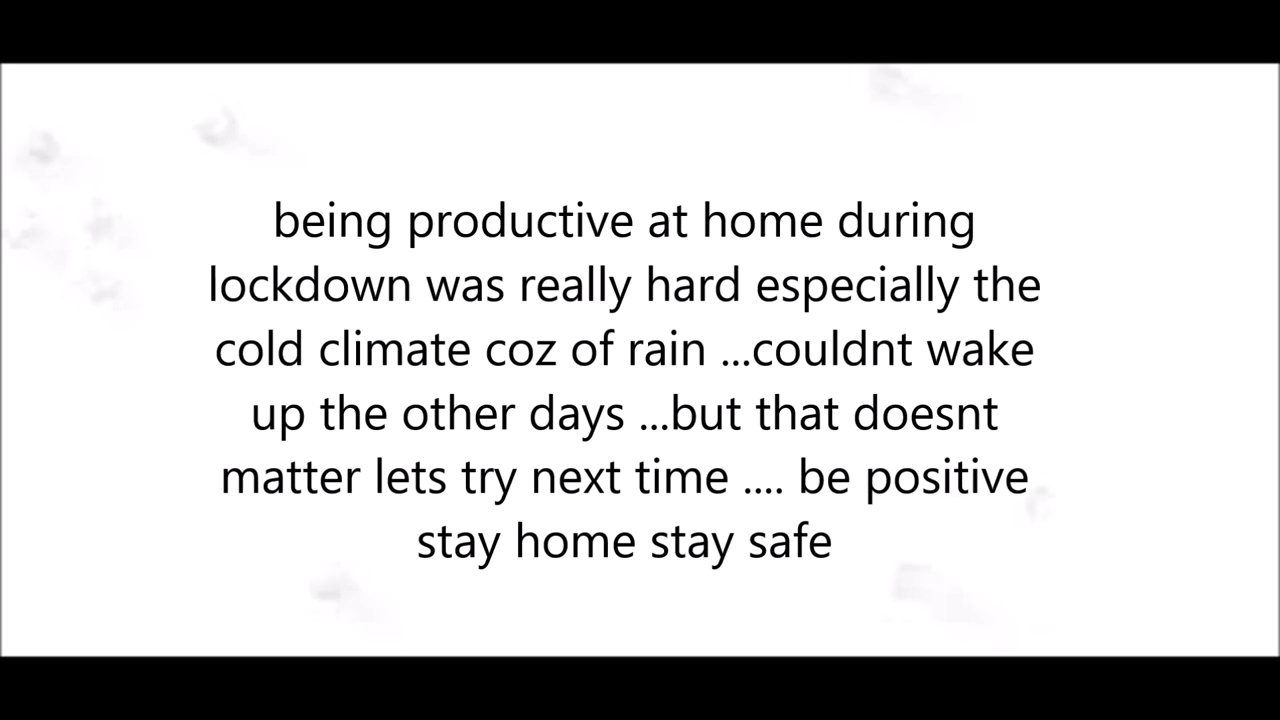 being productive at home during
lockdown was really hard especially the
cold climate coz of rain ...couldnt wake
up the other days ...but that doesnt
matter lets try next time .... be positive
stay home stay safe